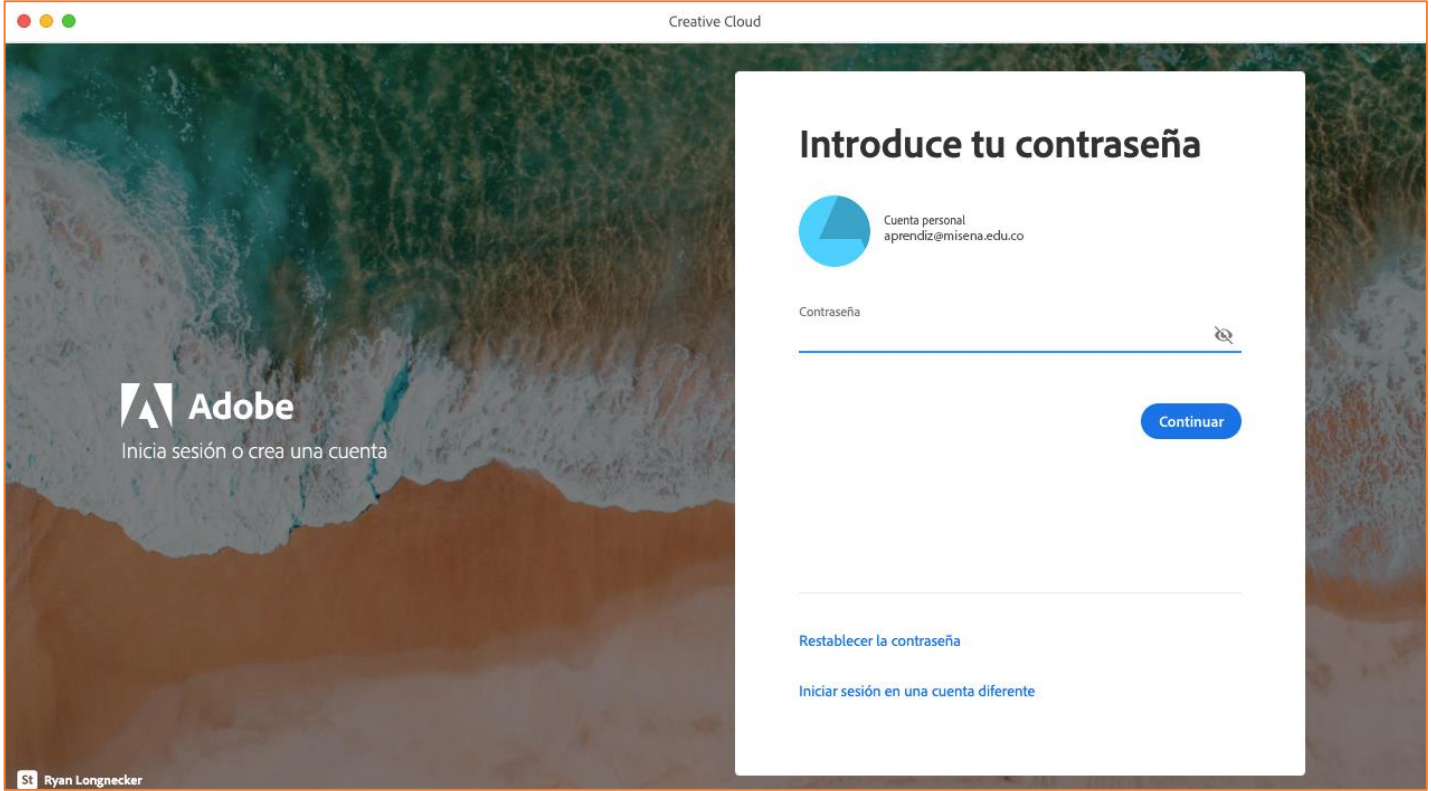 Creative Cloud
Adobe
Inicia sesión o crea una cuenta
St Ryan Longnecker
Introduce tu contraseña
Cuenta personal
aprendiz@misena.edu.co
Contraseña
Continuar
Restablecer la contraseña
Iniciar sesión en una cuenta diferente